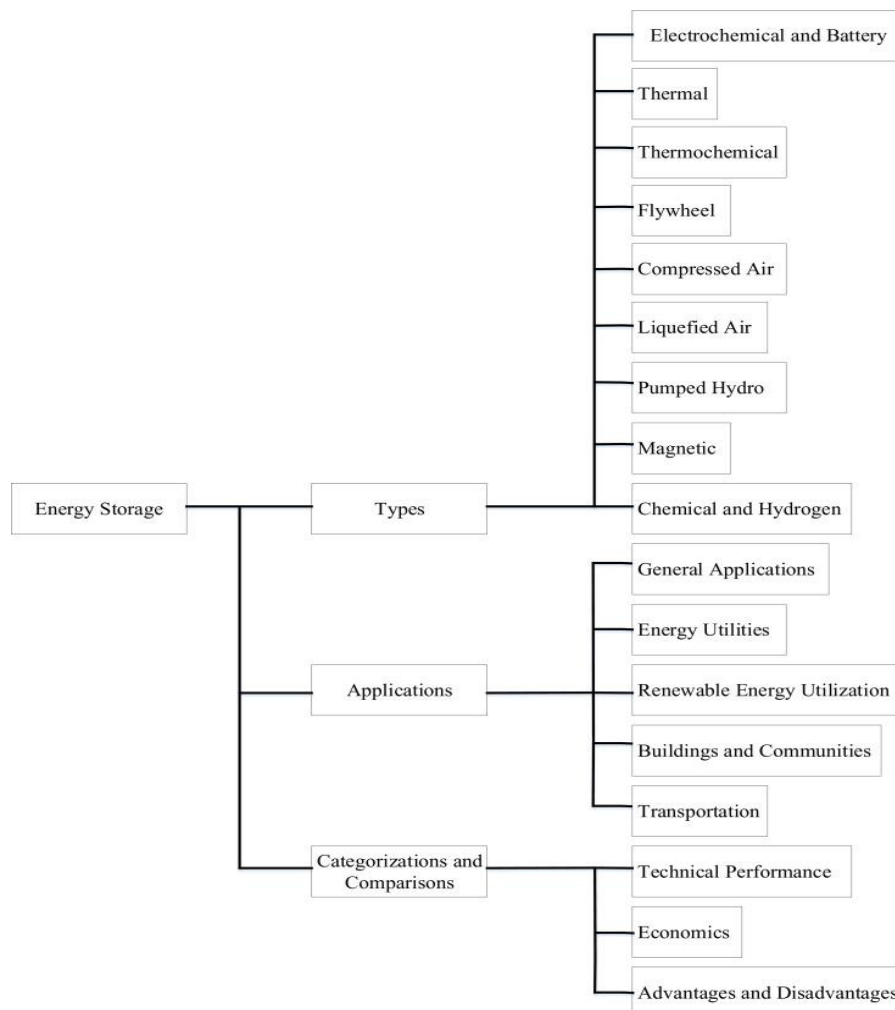 Electrochemical and Battery
Thermal
Thermochemical
Flywheel
Compressed Air
Liquefied Air
Pumped Hydro
Magnetic
Energy Storage
Types
Chemical and Hydrogen
General Applications
Energy Utilities
Applications
Renewable Energy Utilization
Buildings and Communities
Transportation
Categorizations and
Comparisons
Technical Performance
Economics
Advantages and Disadvantages